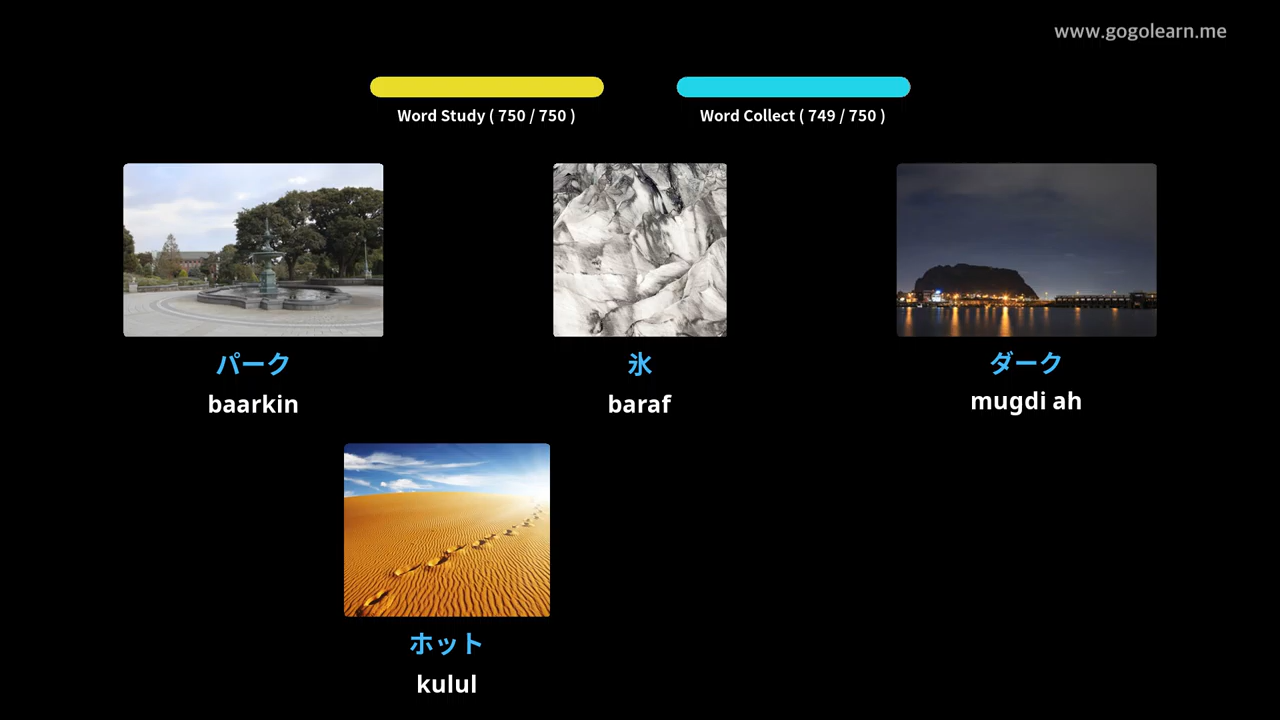 www.gogolearn.me
Word Study ( 750 / 750 )
Word Collect ( 749 / 750 )
パーク
baarkin
氷
baraf
ダーク
mugdi ah
ホット
kulul